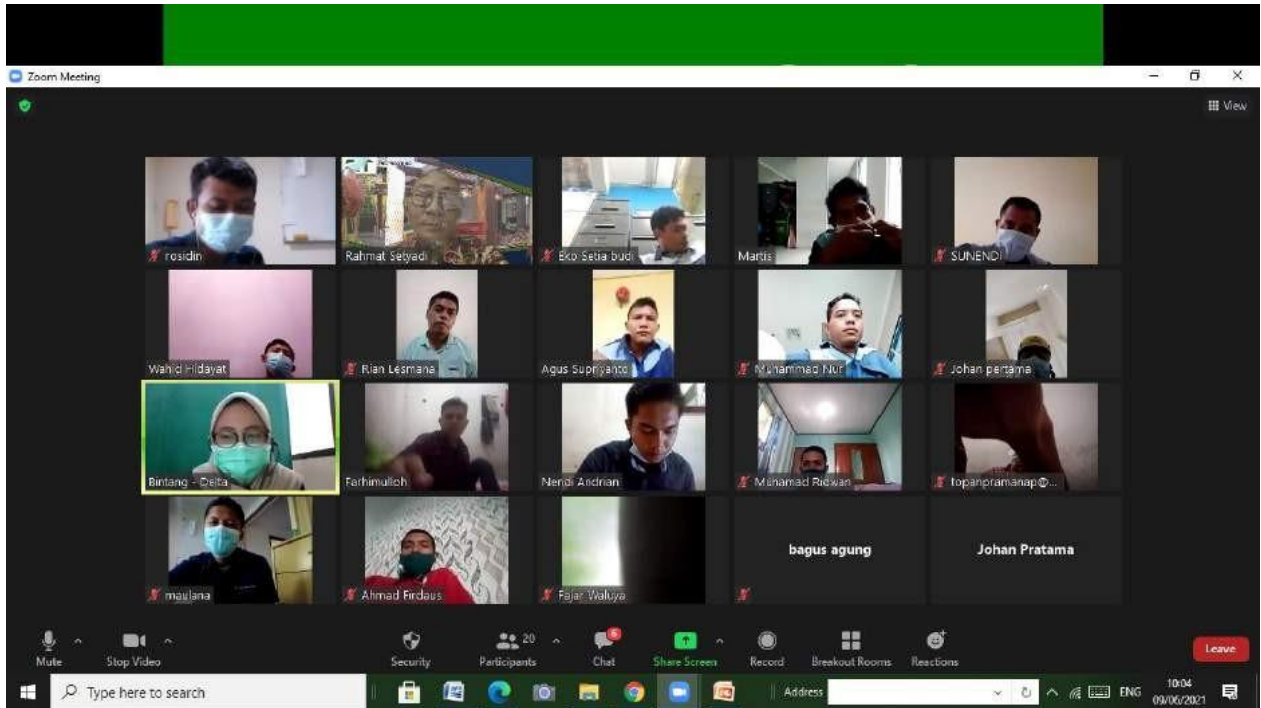 Zoom Meeting
View
rosidin
Rahmat Setyadi
Eko Setia budi
Martis
SUNENDI
Wahid Hidayat
Rian Lesmana
Agus Supriyanto
Muhammad Nur
Johan pertama
Bintang - Delta
Farhimulloh
Nendi Andrian
Muhamad Ridwan
topanpramanap@...
maulana
Ahmad Firdaus
Fajar Waluya
bagus agung
Johan Pratama
Mute
Stop Video
Security
20
Participants
6
Chat
Share Screen
Record
Breakout Rooms
Reactions
Leave
Type here to search
Address
ENG
10:04
09/06/2021